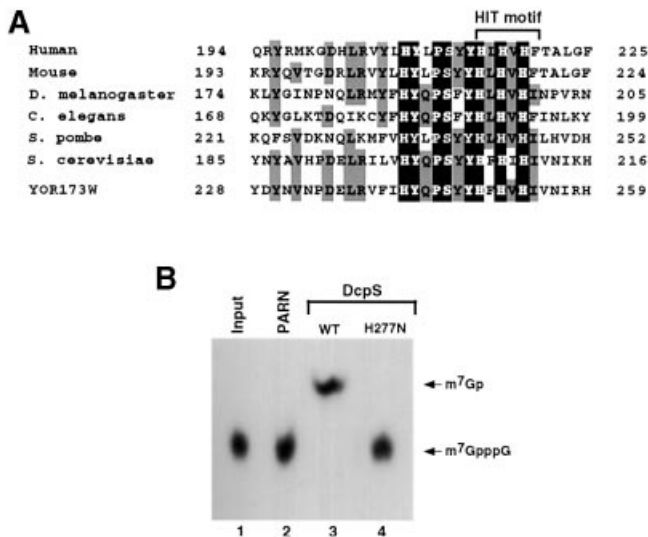 A
HIT motif
Human 194 QRYRMKGDHLRVYLHYLPSYYHLHVHFTALGF 225
Mouse 193 KRYQVTGDRLRVYLHYLPSYYHLHVHFTALGF 224
D. melanogaster 174 KLYGINPNQLRMYFHYQPSFYHLHVHINPVRN 205
C. elegans 168 QKYGLKTDQIKCYFHYQPSFYHLHVHFINLKY 199
S. pombe 221 KQFSVDKNQLKMFVHYLPSYYHLHVHILHVDH 252
S. cerevisiae 185 YNYAVHPDELRILVHYQPSYYHFHIHIVNIKH 216
YOR173W 228 YDYNVNPDELRVFIHYQPSYYHFHVHIVNIRH 259
B
DcpS
Input PARN WT H277N
m⁷Gp
m⁷GpppG
1 2 3 4